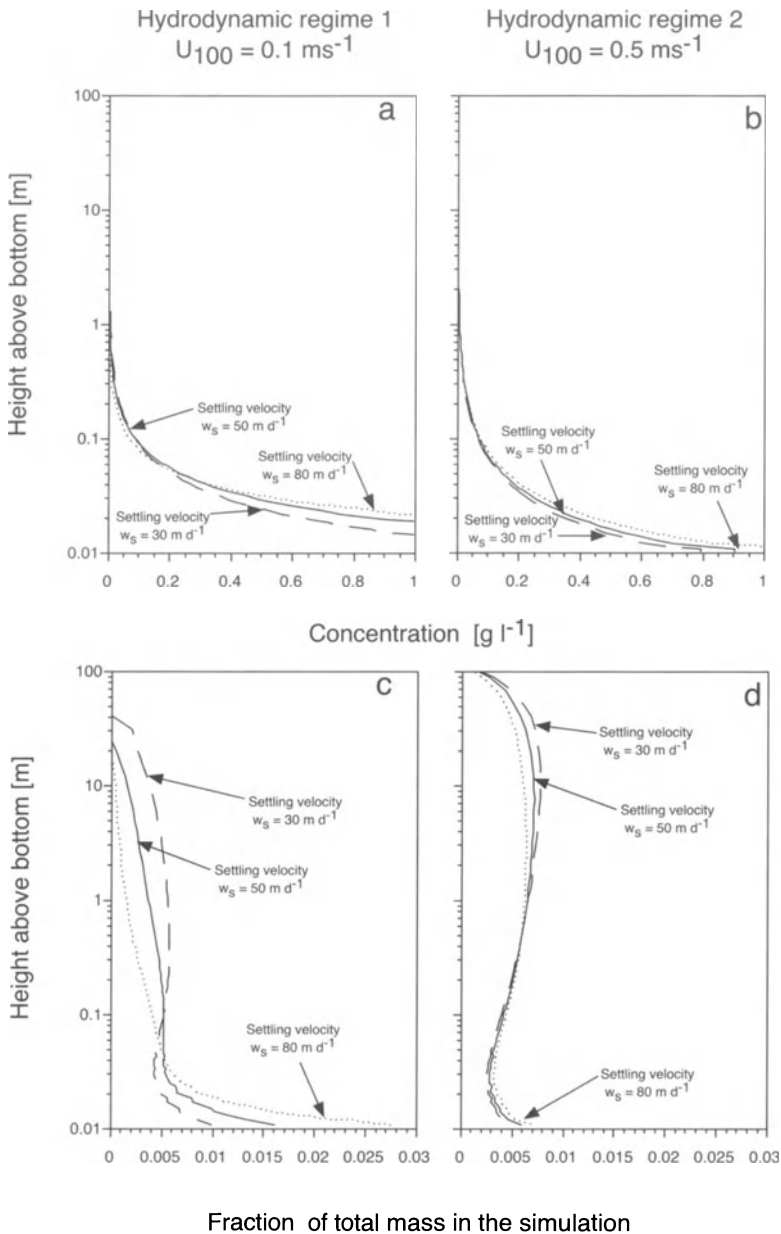 Hydrodynamic regime 1
U100 = 0.1 ms-1
Hydrodynamic regime 2
U100 = 0.5 ms-1
a
b
100
10
1
0.1
0.01
Height above bottom [m]
Settling velocity
ws = 50 m d-1
Settling velocity
ws = 80 m d-1
Settling velocity
ws = 30 m d-1
Settling velocity
ws = 50 m d-1
Settling velocity
ws = 80 m d-1
Settling velocity
ws = 30 m d-1
0 0.2 0.4 0.6 0.8 1
0 0.2 0.4 0.6 0.8 1
Concentration [g l-1]
c
d
100
10
1
0.1
0.01
Height above bottom [m]
Settling velocity
ws = 30 m d-1
Settling velocity
ws = 50 m d-1
Settling velocity
ws = 80 m d-1
Settling velocity
ws = 30 m d-1
Settling velocity
ws = 50 m d-1
Settling velocity
ws = 80 m d-1
0 0.005 0.01 0.015 0.02 0.025 0.03
0 0.005 0.01 0.015 0.02 0.025 0.03
Fraction of total mass in the simulation